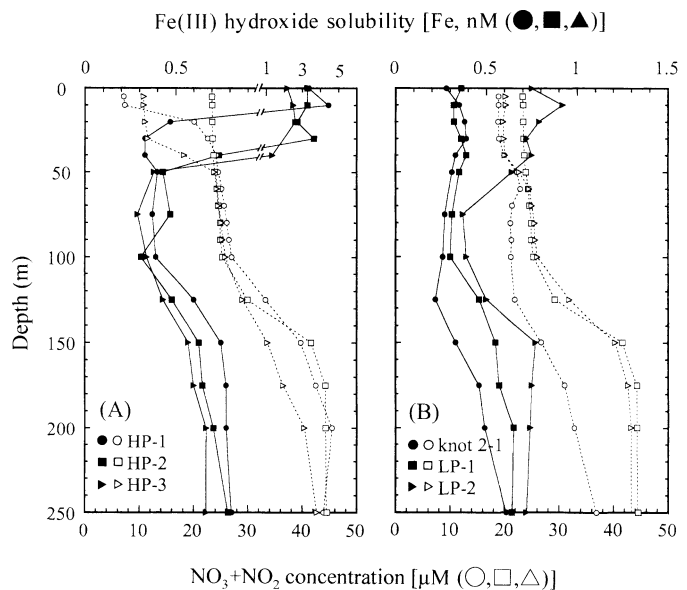 Fe(III) hydroxide solubility [Fe, nM (●,■,▲)]
0 0.5 1 3 5
0 0.5 1 1.5
0
50
100
150
200
250
Depth (m)
(A)
HP-1
HP-2
HP-3
(B)
knot 2-1
LP-1
LP-2
0 10 20 30 40 50
0 10 20 30 40 50
NO₃+NO₂ concentration [µM (○,□,△)]